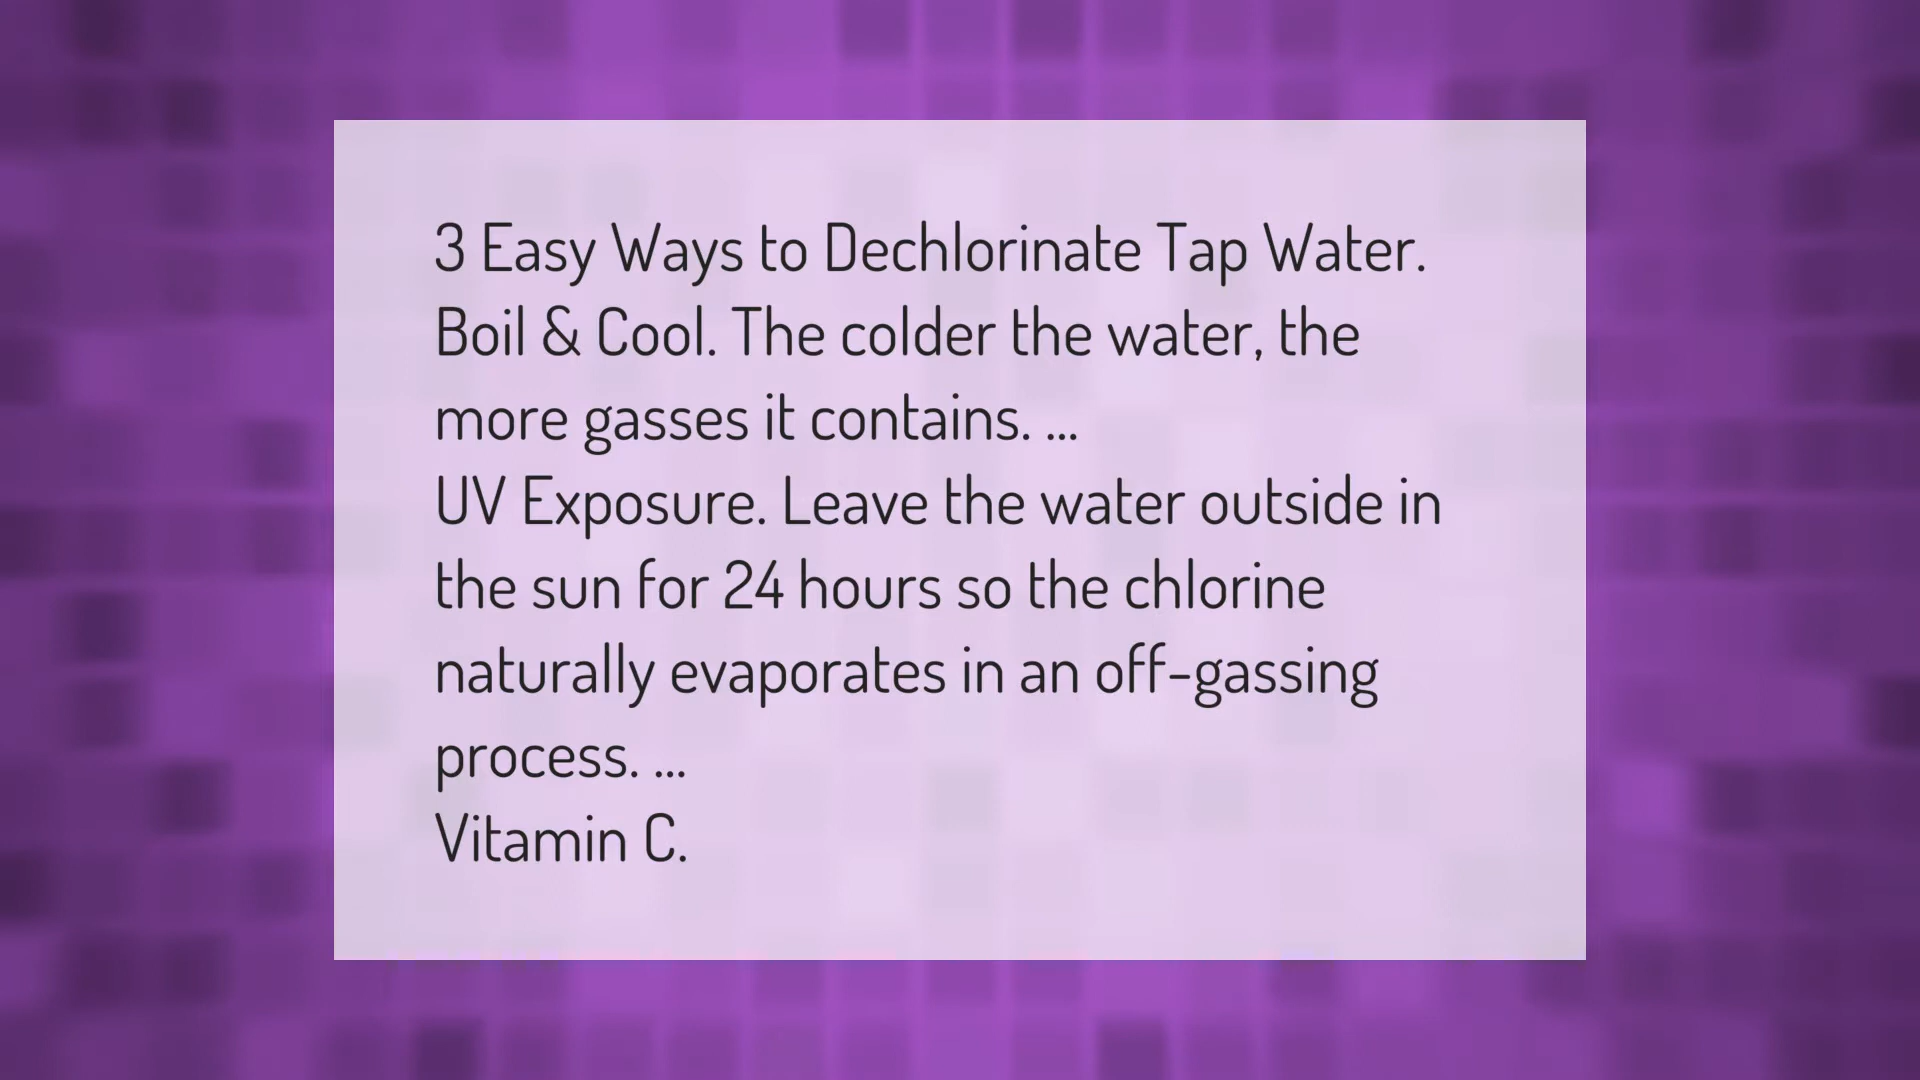 3 Easy Ways to Dechlorinate Tap Water.
Boil & Cool. The colder the water, the
more gasses it contains. ...
UV Exposure. Leave the water outside in
the sun for 24 hours so the chlorine
naturally evaporates in an off-gassing
process. ...
Vitamin C.